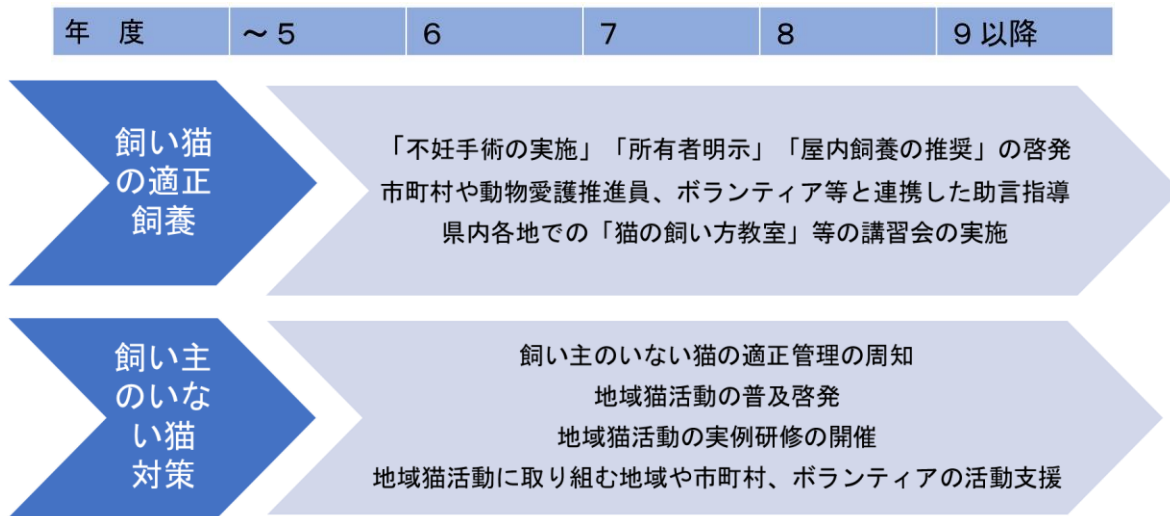 年　度　～５　６　７　８　９以降
飼い猫
の適正
飼養
「不妊手術の実施」「所有者明示」「屋内飼養の推奨」の啓発
市町村や動物愛護推進員、ボランティア等と連携した助言指導
県内各地での「猫の飼い方教室」等の講習会の実施
飼い主
のいな
い猫
対策
飼い主のいない猫の適正管理の周知
地域猫活動の普及啓発
地域猫活動の実例研修の開催
地域猫活動に取り組む地域や市町村、ボランティアの活動支援